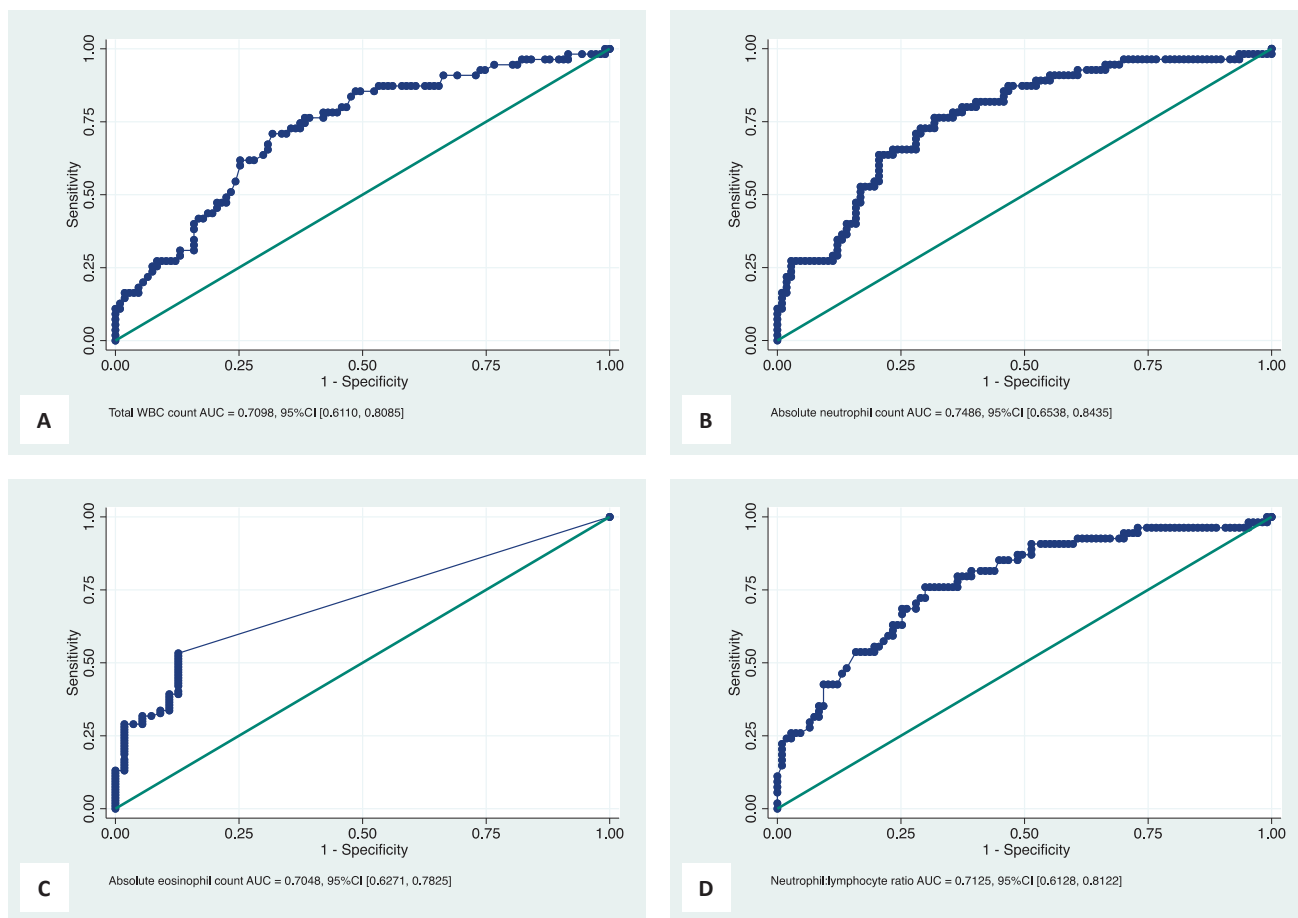 1.00
0.75
0.50
0.25
0.00
Sensitivity
0.00 0.25 0.50 0.75 1.00
1 - Specificity
A
Total WBC count AUC = 0.7098, 95%CI [0.6110, 0.8085]
1.00
0.75
0.50
0.25
0.00
Sensitivity
0.00 0.25 0.50 0.75 1.00
1 - Specificity
B
Absolute neutrophil count AUC = 0.7486, 95%CI [0.6538, 0.8435]
1.00
0.75
0.50
0.25
0.00
Sensitivity
0.00 0.25 0.50 0.75 1.00
1 - Specificity
C
Absolute eosinophil count AUC = 0.7048, 95%CI [0.6271, 0.7825]
1.00
0.75
0.50
0.25
0.00
Sensitivity
0.00 0.25 0.50 0.75 1.00
1 - Specificity
D
Neutrophil:lymphocyte ratio AUC = 0.7125, 95%CI [0.6128, 0.8122]